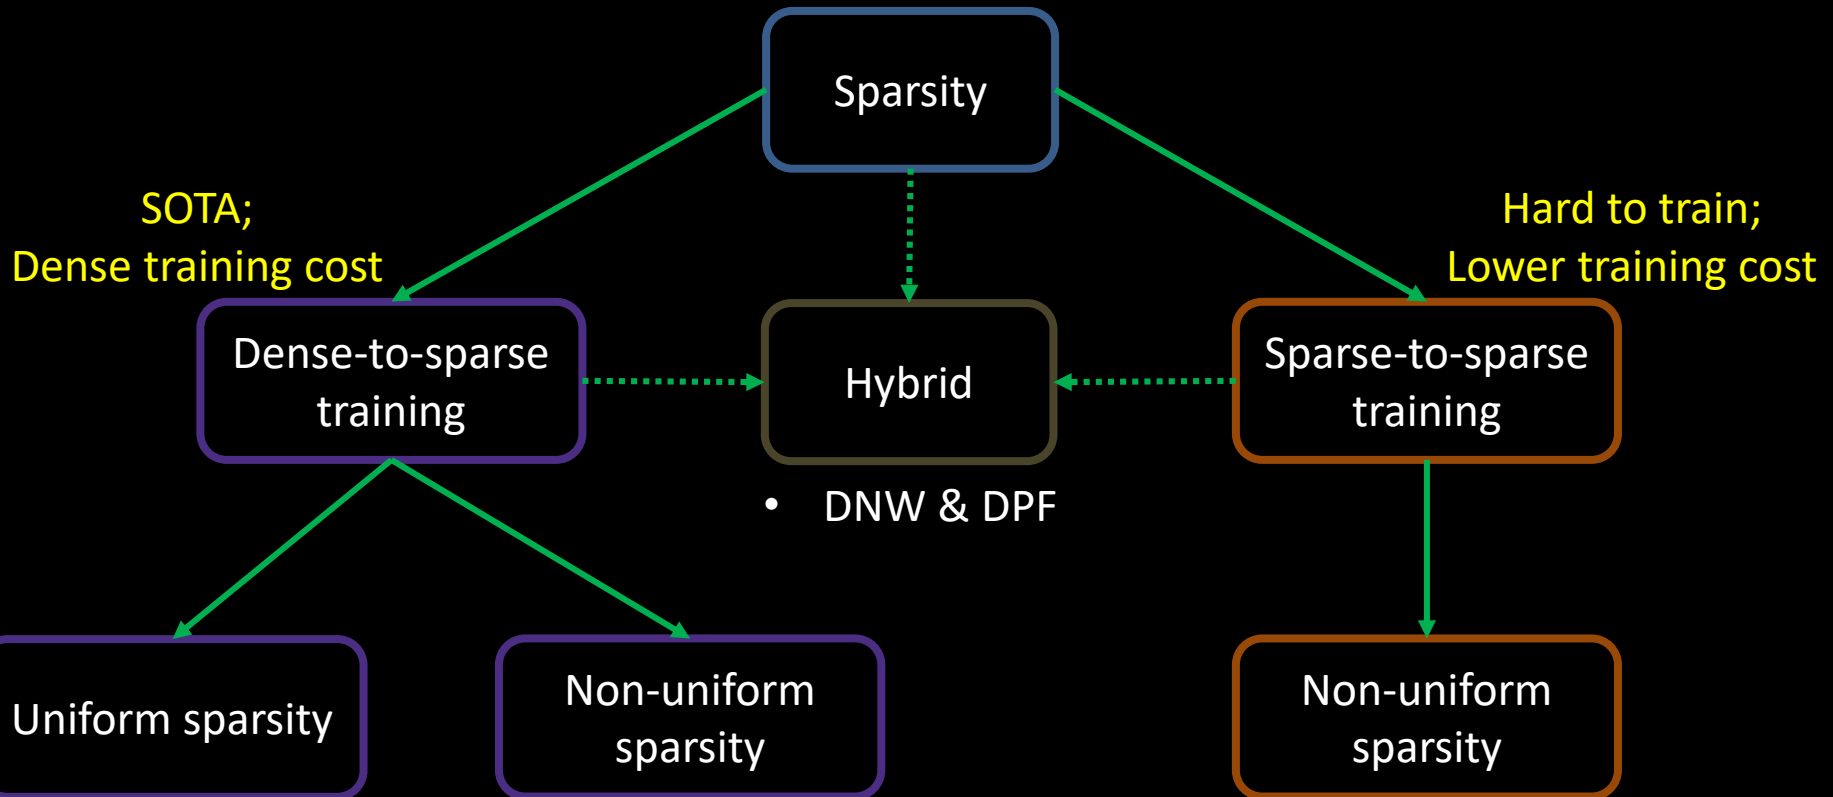 Sparsity
SOTA;
Dense training cost
Hard to train;
Lower training cost
Dense-to-sparse
training
Hybrid
Sparse-to-sparse
training
• DNW & DPF
Uniform sparsity
Non-uniform
sparsity
Non-uniform
sparsity